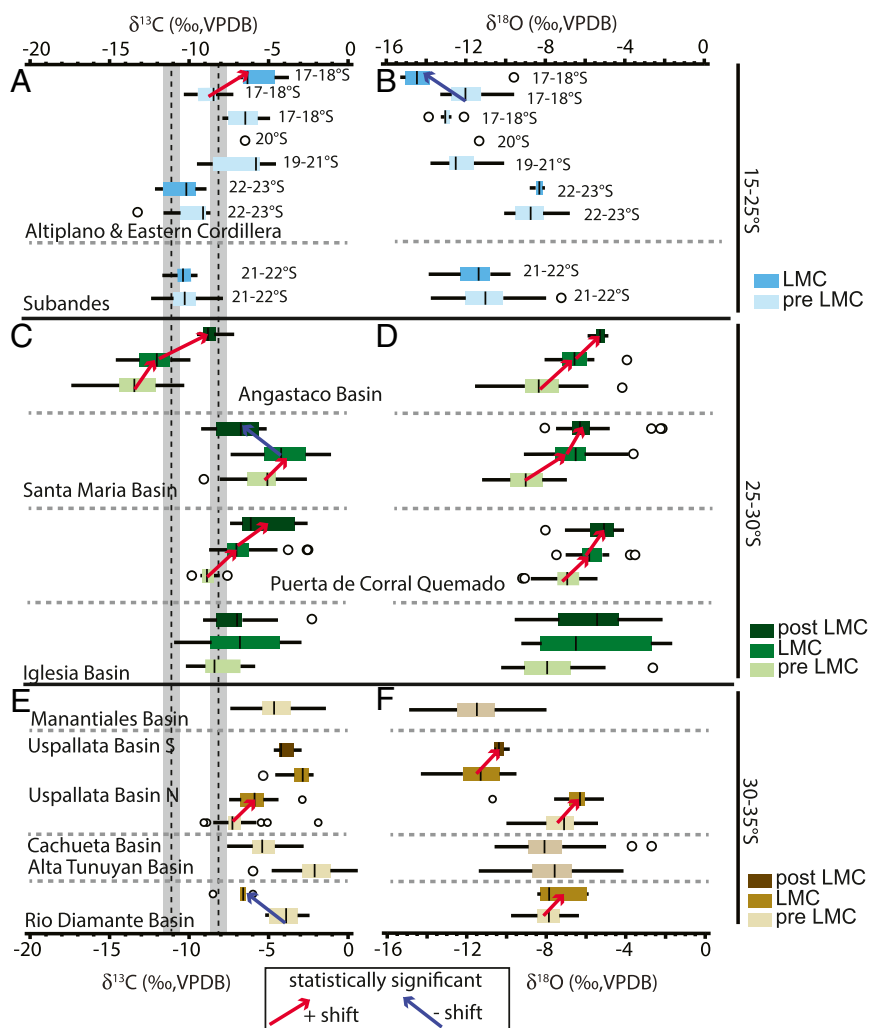 δ¹³C (‰,VPDB)
δ¹⁸O (‰,VPDB)
-20 -15 -10 -5 0
-16 -12 -8 -4 0
A
17-18°S
17-18°S
17-18°S
20°S
19-21°S
22-23°S
22-23°S
Altiplano & Eastern Cordillera
21-22°S
21-22°S
Subandes
B
17-18°S
17-18°S
17-18°S
20°S
19-21°S
22-23°S
22-23°S
21-22°S
21-22°S
15-25°S
LMC
pre LMC
C
D
Angastaco Basin
Santa Maria Basin
Puerta de Corral Quemado
Iglesia Basin
25-30°S
post LMC
LMC
pre LMC
E
F
Manantiales Basin
Uspallata Basin S
Uspallata Basin N
Cachueta Basin
Alta Tunuyan Basin
Rio Diamante Basin
30-35°S
post LMC
LMC
pre LMC
-20 -15 -10 -5 0
-16 -12 -8 -4 0
δ¹³C (‰,VPDB)
δ¹⁸O (‰,VPDB)
statistically significant
+ shift
- shift